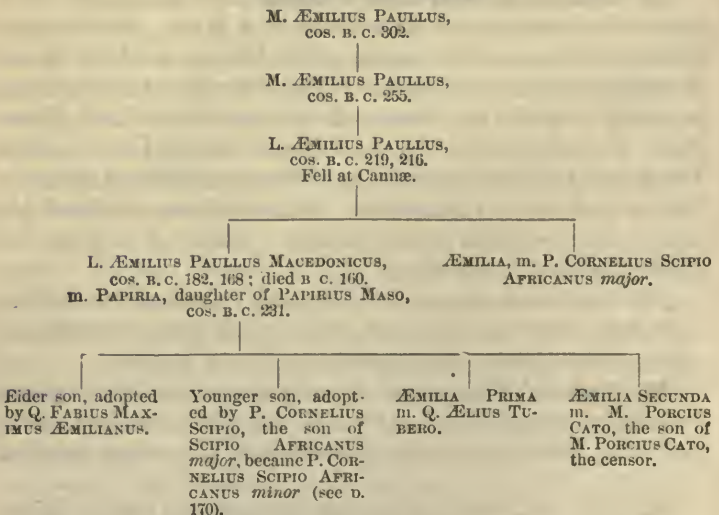 M. ÆMILIUS PAULLUS,
COS. B. C. 302.
M. ÆMILIUS PAULLUS,
COS. B. C. 255.
L. ÆMILIUS PAULLUS,
COS. B. C. 219, 216.
Fell at Cannæ.
L. ÆMILIUS PAULLUS MACEDONICUS,
COS. B. C. 182. 168 ; died B C. 160.
m. PAPIRIA, daughter of PAPIRIUS MASO,
COS. B. C. 231.
ÆMILIA, m. P. CORNELIUS SCIPIO
AFRICANUS major.
Elder son, adopted
by Q. FABIUS MAX-
IMUS ÆMILIANUS.
Younger son, adopt-
ed by P. CORNELIUS
SCIPIO, the son of
SCIPIO AFRICANUS
major, became P. COR-
NELIUS SCIPIO AFRI-
CANUS minor (see p.
170).
ÆMILIA PRIMA
m. Q. ÆLIUS TU-
BERO.
ÆMILIA SECUNDA
m. M. PORCIUS
CATO, the son of
M. PORCIUS CATO,
the censor.